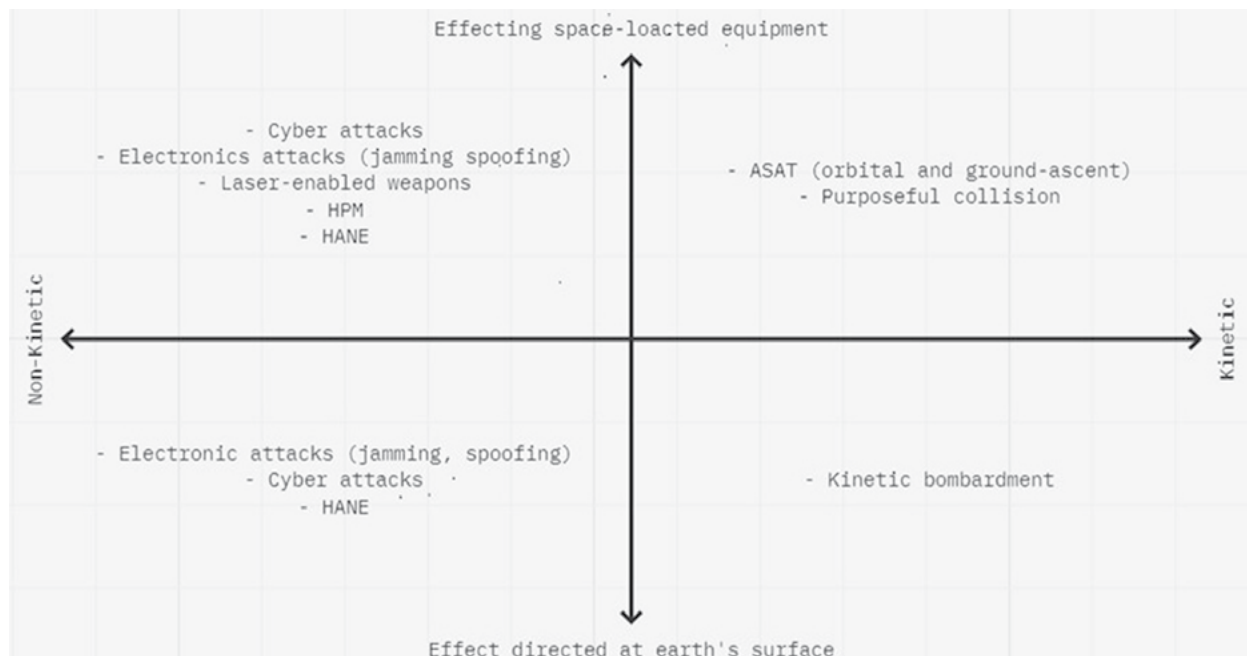 Effecting space-loacted equipment
- Cyber attacks
- Electronics attacks (jamming spoofing)
- Laser-enabled weapons
- HPM
- HANE
- ASAT (orbital and ground-ascent)
- Purposeful collision
Non-Kinetic
Kinetic
- Electronic attacks (jamming, spoofing)
- Cyber attacks
- HANE
- Kinetic bombardment
Effect directed at earth's surface